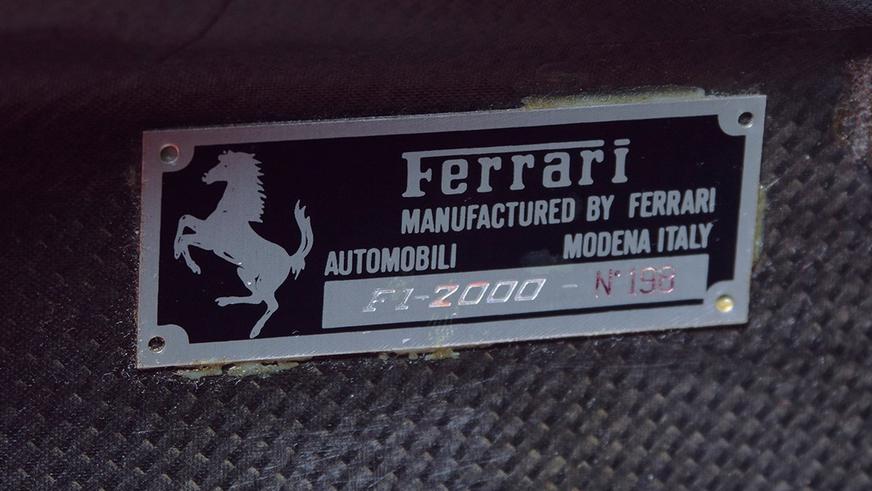 Ferrari
MANUFACTURED BY FERRARI
AUTOMOBILI MODENA ITALY
F1-2000 - N°198